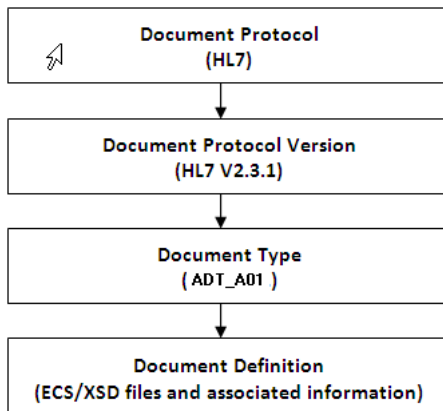 Document Protocol
(HL7)
Document Protocol Version
(HL7 V2.3.1)
Document Type
( ADT_A01 )
Document Definition
(ECS/XSD files and associated information)